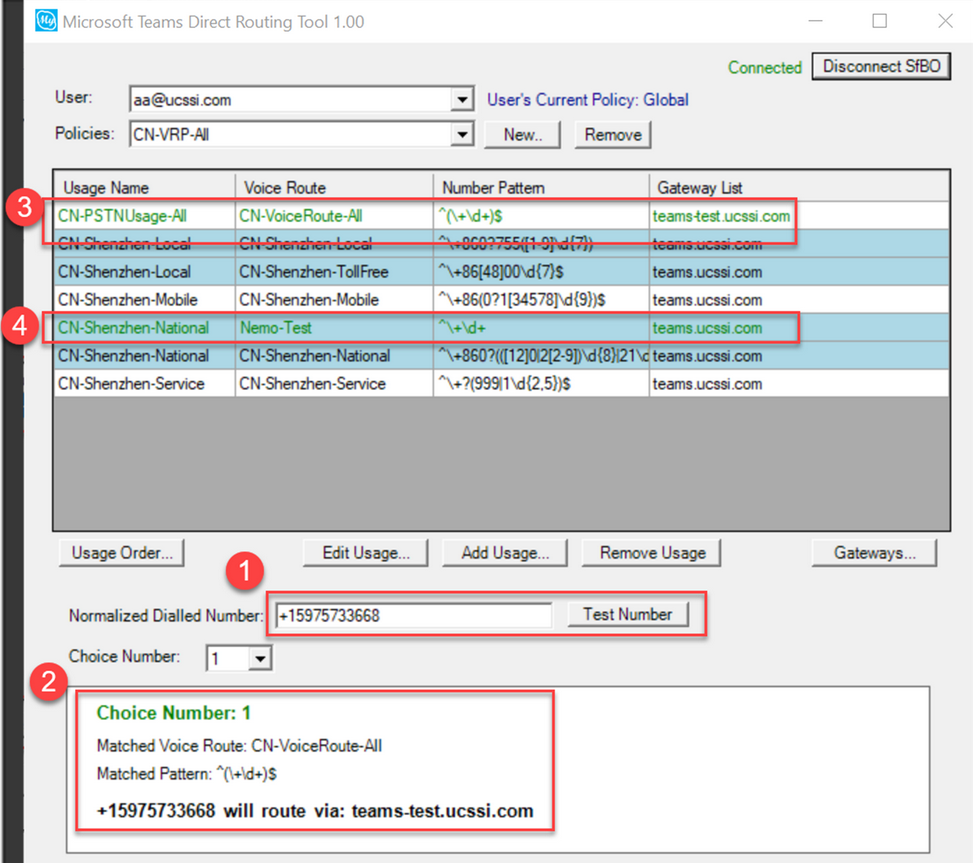 Microsoft Teams Direct Routing Tool 1.00
Connected Disconnect SfBO
User: aa@ucssi.com User's Current Policy: Global
Policies: CN-VRP-All New.. Remove
Usage Name Voice Route Number Pattern Gateway List
3
CN-PSTNUsage-All CN-VoiceRoute-All ^(\+\d+)$ teams-test.ucssi.com
CN-Shenzhen-Local CN-Shenzhen-Local ^\+860?755([1-9]\d{7}) teams.ucssi.com
CN-Shenzhen-Local CN-Shenzhen-TollFree ^\+86[48]00\d{7}$ teams.ucssi.com
CN-Shenzhen-Mobile CN-Shenzhen-Mobile ^\+86(0?1[34578]\d{9})$ teams.ucssi.com
4
CN-Shenzhen-National Nemo-Test ^\+\d+ teams.ucssi.com
CN-Shenzhen-National CN-Shenzhen-National ^\+860?(([12]0|2[2-9])\d{8}|21\d teams.ucssi.com
CN-Shenzhen-Service CN-Shenzhen-Service ^\+?(999|1\d{2,5})$ teams.ucssi.com
Usage Order... Edit Usage... Add Usage... Remove Usage Gateways...
1
Normalized Dialled Number: +15975733668 Test Number
Choice Number: 1
2
Choice Number: 1
Matched Voice Route: CN-VoiceRoute-All
Matched Pattern: ^(\+\d+)$
+15975733668 will route via: teams-test.ucssi.com